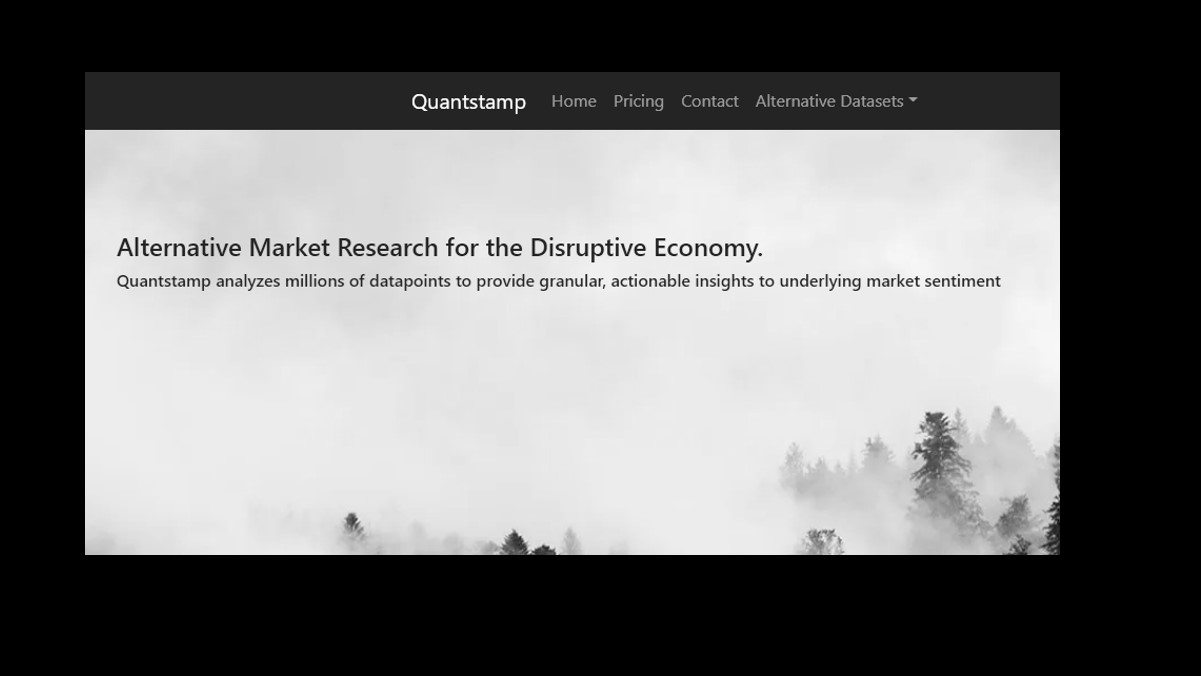 Quantstamp Home Pricing Contact Alternative Datasets
Alternative Market Research for the Disruptive Economy.
Quantstamp analyzes millions of datapoints to provide granular, actionable insights to underlying market sentiment